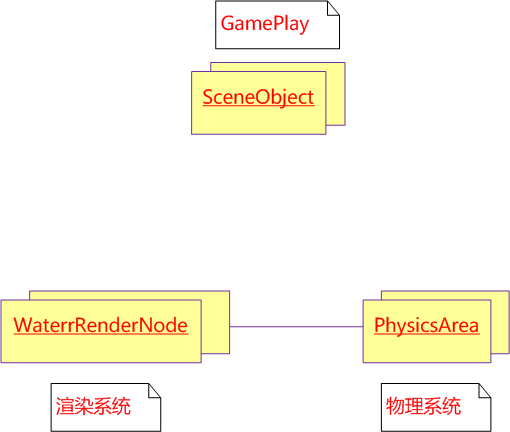 GamePlay
SceneObject
WaterrRenderNode
PhysicsArea
渲染系统
物理系统